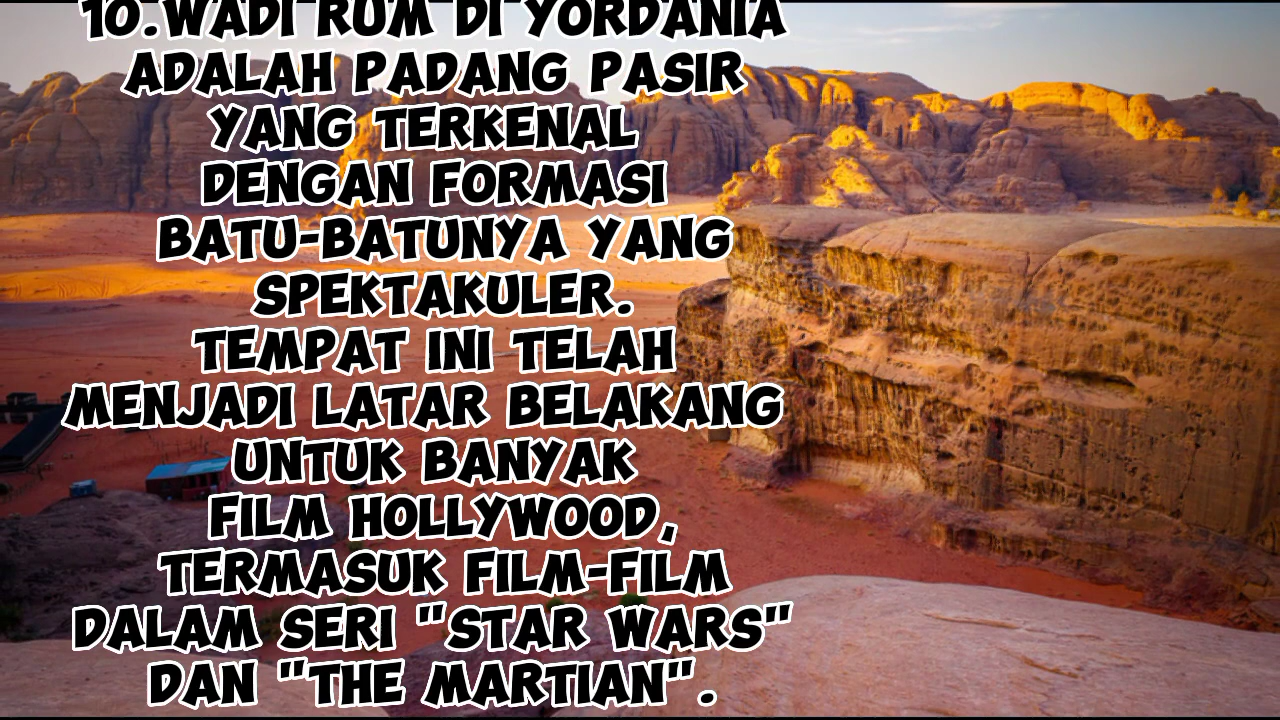 10.WADI RUM DI YORDANIA
ADALAH PADANG PASIR
YANG TERKENAL
DENGAN FORMASI
BATU-BATUNYA YANG
SPEKTAKULER.
TEMPAT INI TELAH
MENJADI LATAR BELAKANG
UNTUK BANYAK
FILM HOLLYWOOD,
TERMASUK FILM-FILM
DALAM SERI "STAR WARS"
DAN "THE MARTIAN".